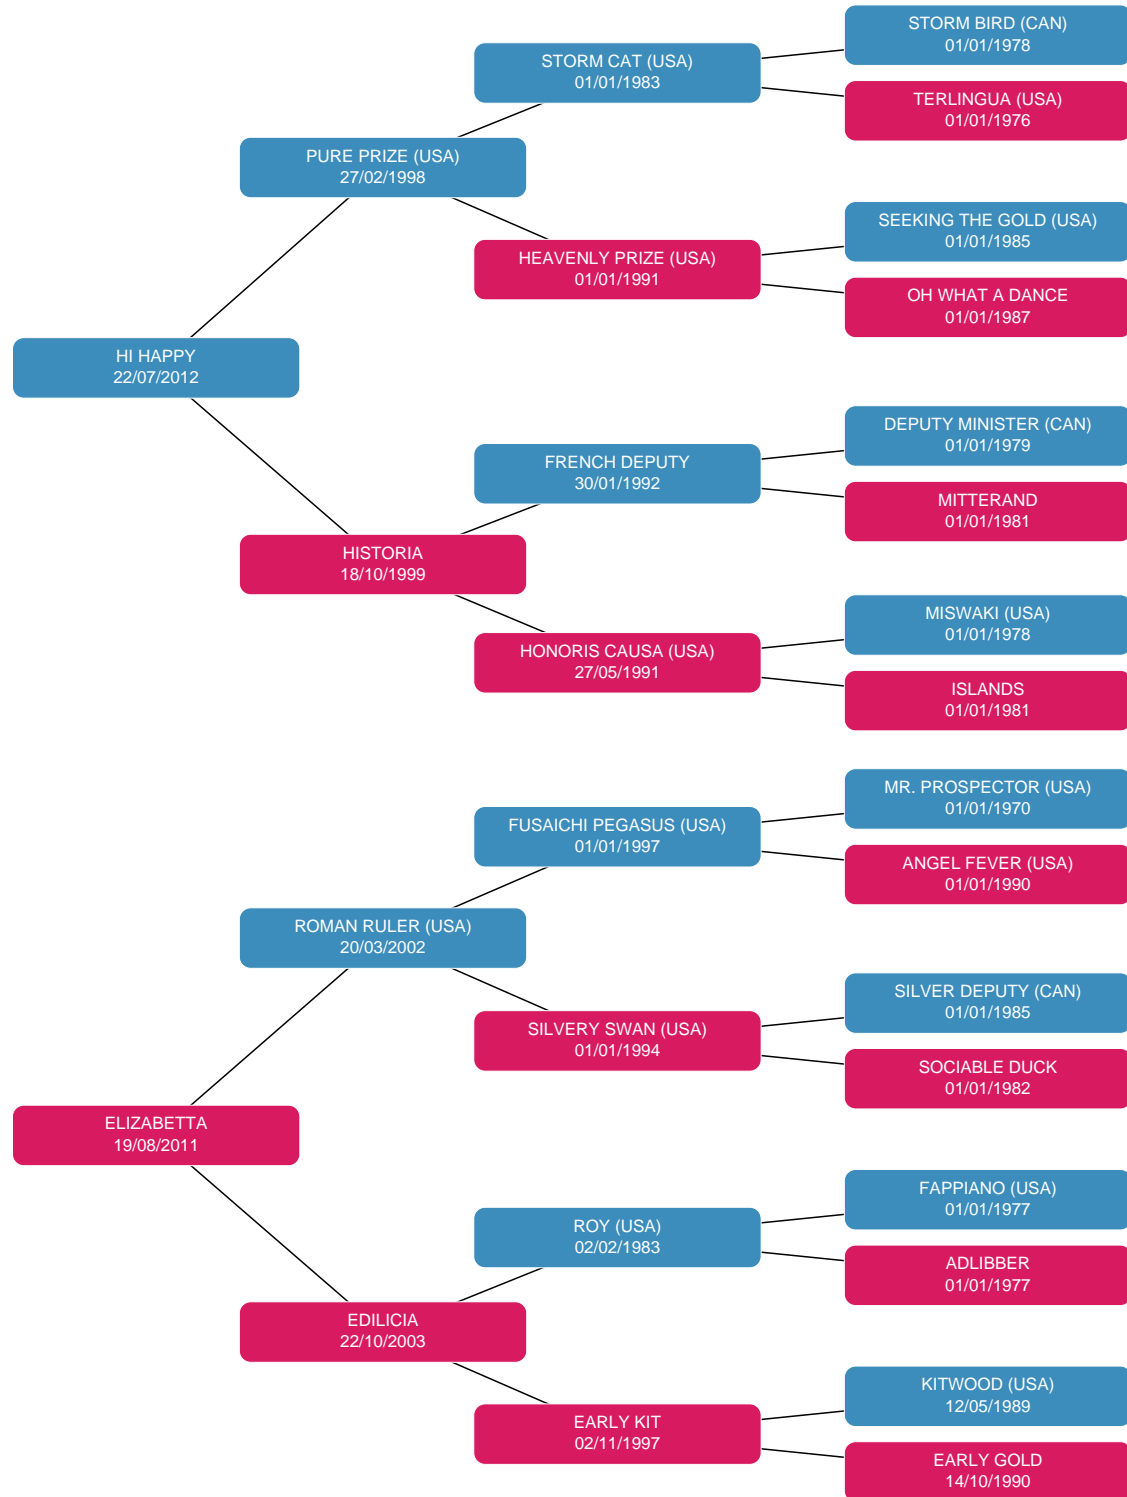 STORM BIRD (CAN)
01/01/1978
STORM CAT (USA)
01/01/1983
TERLINGUA (USA)
01/01/1976
PURE PRIZE (USA)
27/02/1998
SEEKING THE GOLD (USA)
01/01/1985
HEAVENLY PRIZE (USA)
01/01/1991
OH WHAT A DANCE
01/01/1987
HI HAPPY
22/07/2012
DEPUTY MINISTER (CAN)
01/01/1979
FRENCH DEPUTY
30/01/1992
MITTERAND
01/01/1981
HISTORIA
18/10/1999
MISWAKI (USA)
01/01/1978
HONORIS CAUSA (USA)
27/05/1991
ISLANDS
01/01/1981
MR. PROSPECTOR (USA)
01/01/1970
FUSAICHI PEGASUS (USA)
01/01/1997
ANGEL FEVER (USA)
01/01/1990
ROMAN RULER (USA)
20/03/2002
SILVER DEPUTY (CAN)
01/01/1985
SILVERY SWAN (USA)
01/01/1994
SOCIABLE DUCK
01/01/1982
ELIZABETTA
19/08/2011
FAPPIANO (USA)
01/01/1977
ROY (USA)
02/02/1983
ADLIBBER
01/01/1977
EDILICIA
22/10/2003
KITWOOD (USA)
12/05/1989
EARLY KIT
02/11/1997
EARLY GOLD
14/10/1990